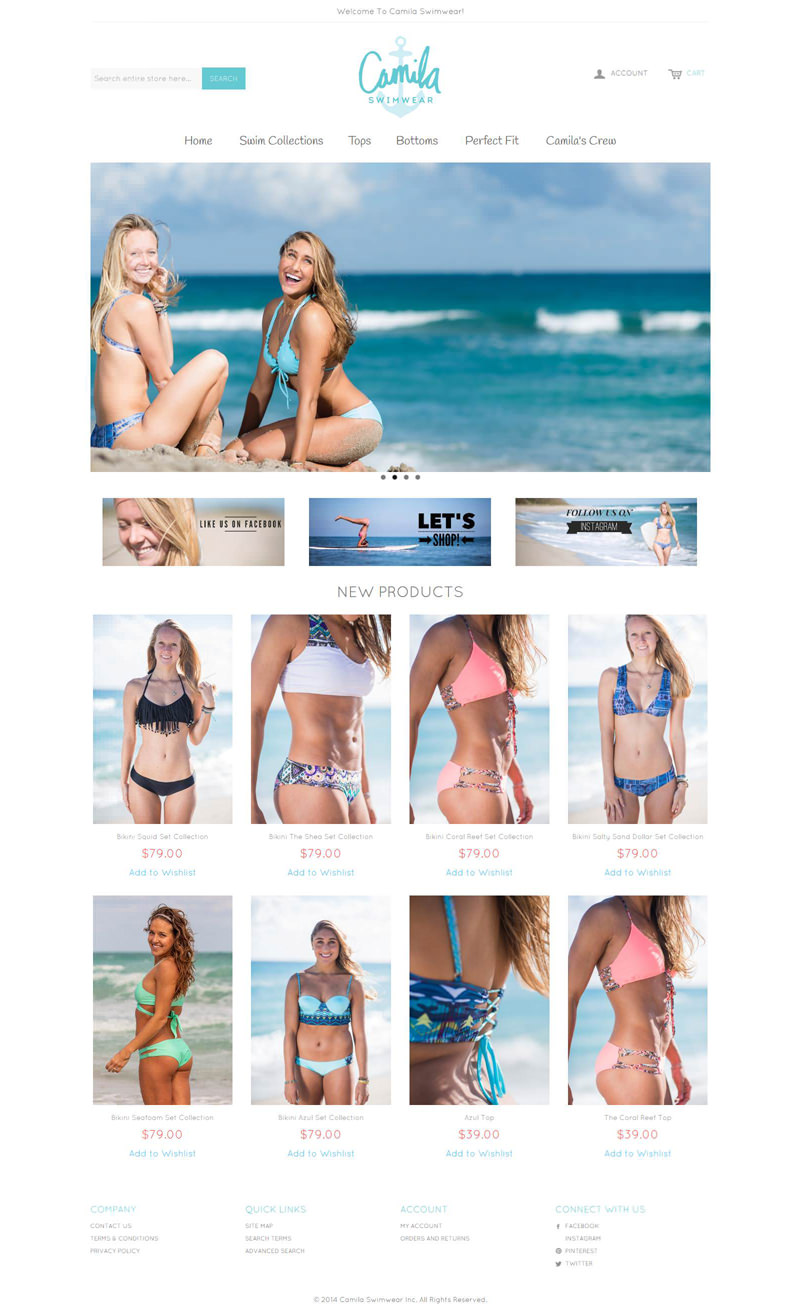 Welcome To Camila Swimwear!
Search entire store here...
SEARCH
Camila
SWIMWEAR
ACCOUNT
CART
Home
Swim Collections
Tops
Bottoms
Perfect Fit
Camila's Crew
LIKE US ON FACEBOOK
LET'S
SHOP!
FOLLOW US ON
INSTAGRAM
NEW PRODUCTS
Bikini Squid Set Collection
Bikini The Shea Set Collection
Bikini Coral Reef Set Collection
Bikini Salty Sand Dollar Set Collection
$79.00
$79.00
$79.00
$79.00
Add to Wishlist
Add to Wishlist
Add to Wishlist
Add to Wishlist
Bikini Seafoam Set Collection
Bikini Azul Set Collection
Azul Top
The Coral Reef Top
$79.00
$79.00
$39.00
$39.00
Add to Wishlist
Add to Wishlist
Add to Wishlist
Add to Wishlist
COMPANY
CONTACT US
TERMS & CONDITIONS
PRIVACY POLICY
QUICK LINKS
SITE MAP
SEARCH TERMS
ADVANCED SEARCH
ACCOUNT
MY ACCOUNT
ORDERS AND RETURNS
CONNECT WITH US
FACEBOOK
INSTAGRAM
PINTEREST
TWITTER
© 2014 Camila Swimwear Inc. All Rights Reserved.